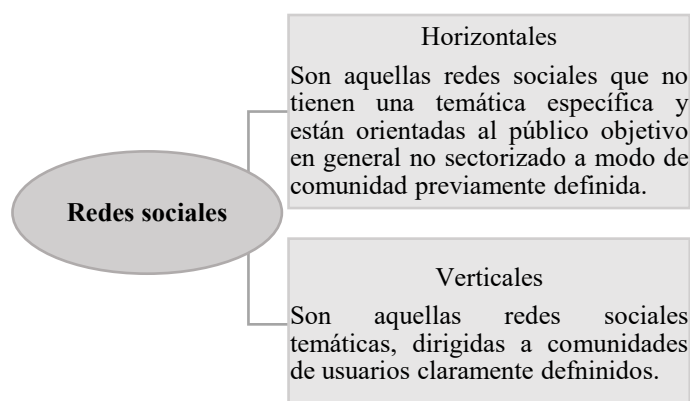 Redes sociales
Horizontales
Son aquellas redes sociales que no
tienen una temática específica y
están orientadas al público objetivo
en general no sectorizado a modo de
comunidad previamente definida.
Verticales
Son aquellas redes sociales
temáticas, dirigidas a comunidades
de usuarios claramente defninidos.